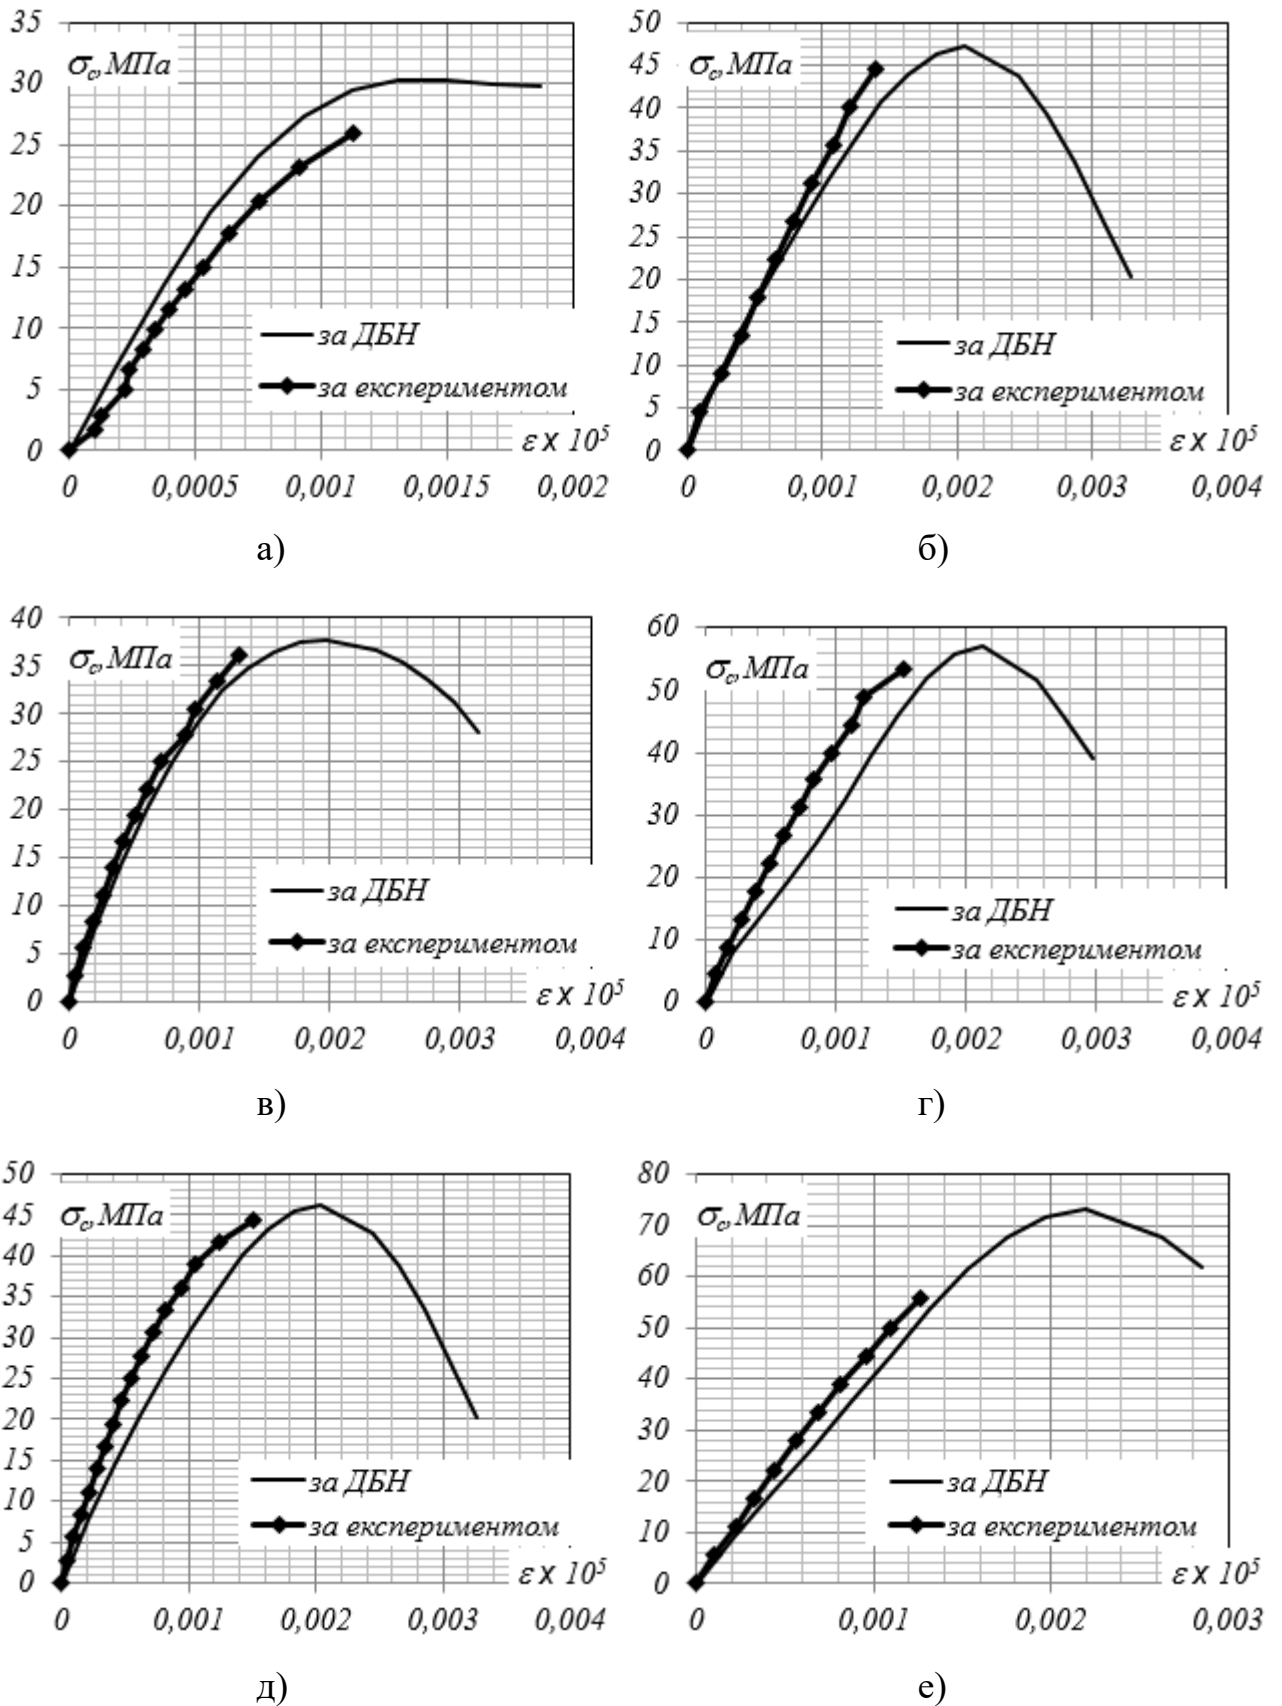 35
30
25
20
15
10
5
0
σc, МПа
за ДБН
за експериментом
ε х 10⁵
0 0,0005 0,001 0,0015 0,002
а)
50
45
40
35
30
25
20
15
10
5
0
σc, МПа
за ДБН
за експериментом
ε х 10⁵
0 0,001 0,002 0,003 0,004
б)
40
35
30
25
20
15
10
5
0
σc, МПа
за ДБН
за експериментом
ε х 10⁵
0 0,001 0,002 0,003 0,004
в)
60
50
40
30
20
10
0
σc, МПа
за ДБН
за експериментом
ε х 10⁵
0 0,001 0,002 0,003 0,004
г)
50
45
40
35
30
25
20
15
10
5
0
σc, МПа
за ДБН
за експериментом
ε х 10⁵
0 0,001 0,002 0,003 0,004
д)
80
70
60
50
40
30
20
10
0
σc, МПа
за ДБН
за експериментом
ε х 10⁵
0 0,001 0,002 0,003
е)